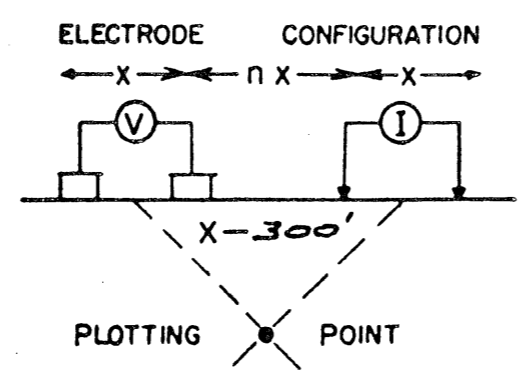 ELECTRODE CONFIGURATION
X n X X
V I
X-300'
PLOTTING POINT